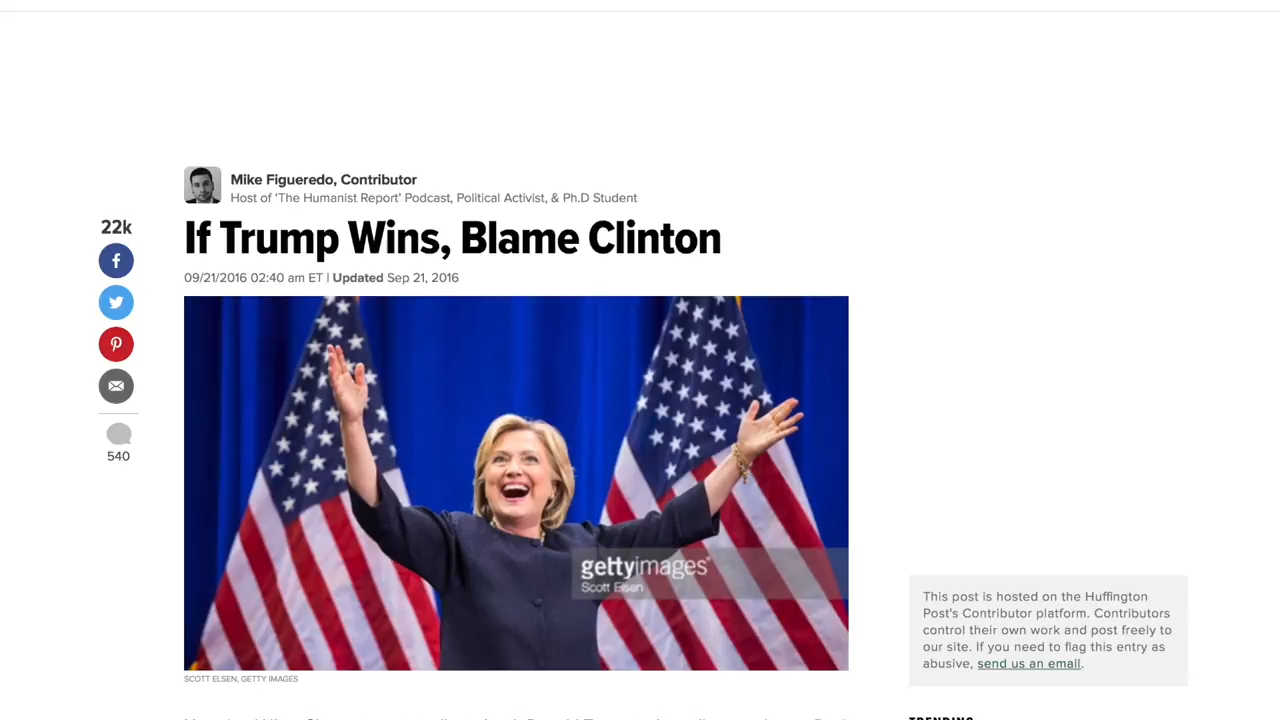 Mike Figueredo, Contributor
Host of 'The Humanist Report' Podcast, Political Activist, & Ph.D Student
22k
If Trump Wins, Blame Clinton
09/21/2016 02:40 am ET | Updated Sep 21, 2016
540
gettyimages®
Scott Elsen
SCOTT ELSEN, GETTY IMAGES
This post is hosted on the Huffington
Post's Contributor platform. Contributors
control their own work and post freely to
our site. If you need to flag this entry as
abusive, send us an email.
TRENDING